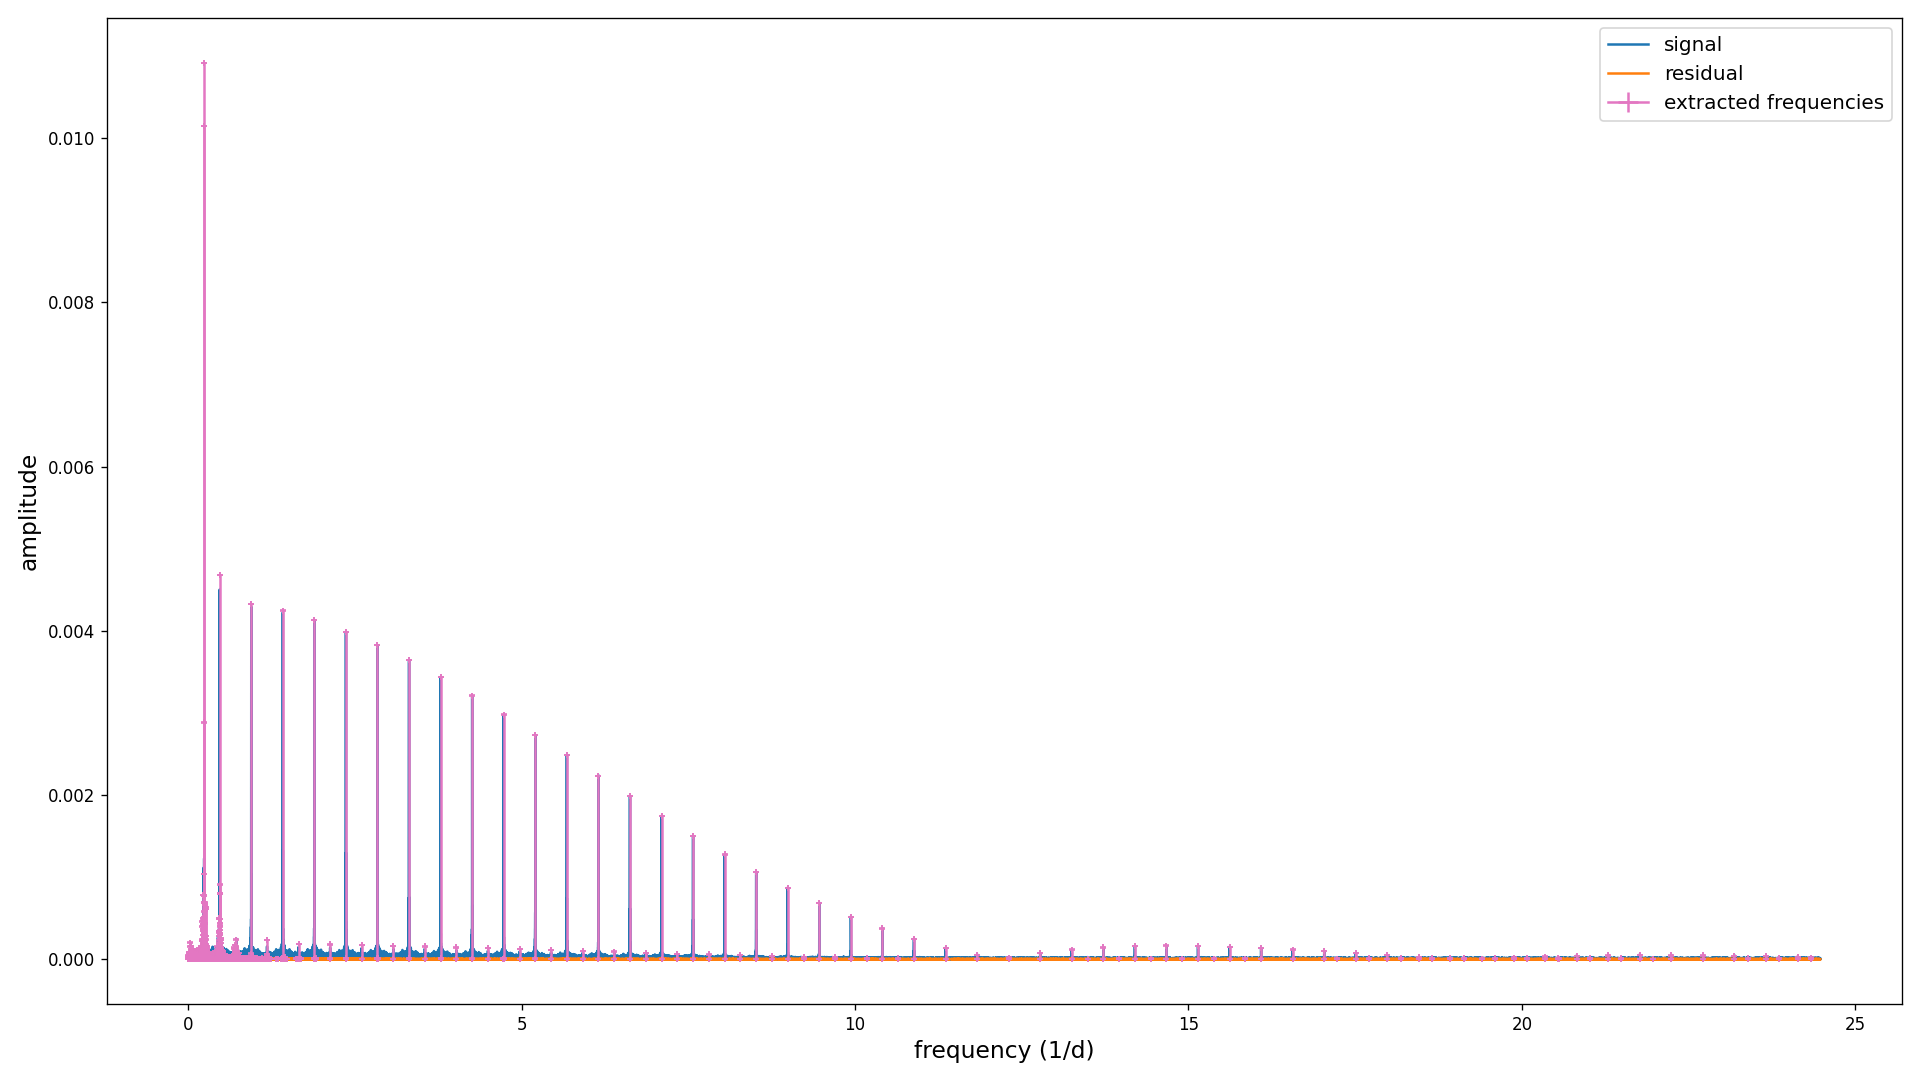 signal
residual
extracted frequencies
0.010
0.008
0.006
0.004
0.002
0.000
amplitude
0 5 10 15 20 25
frequency (1/d)